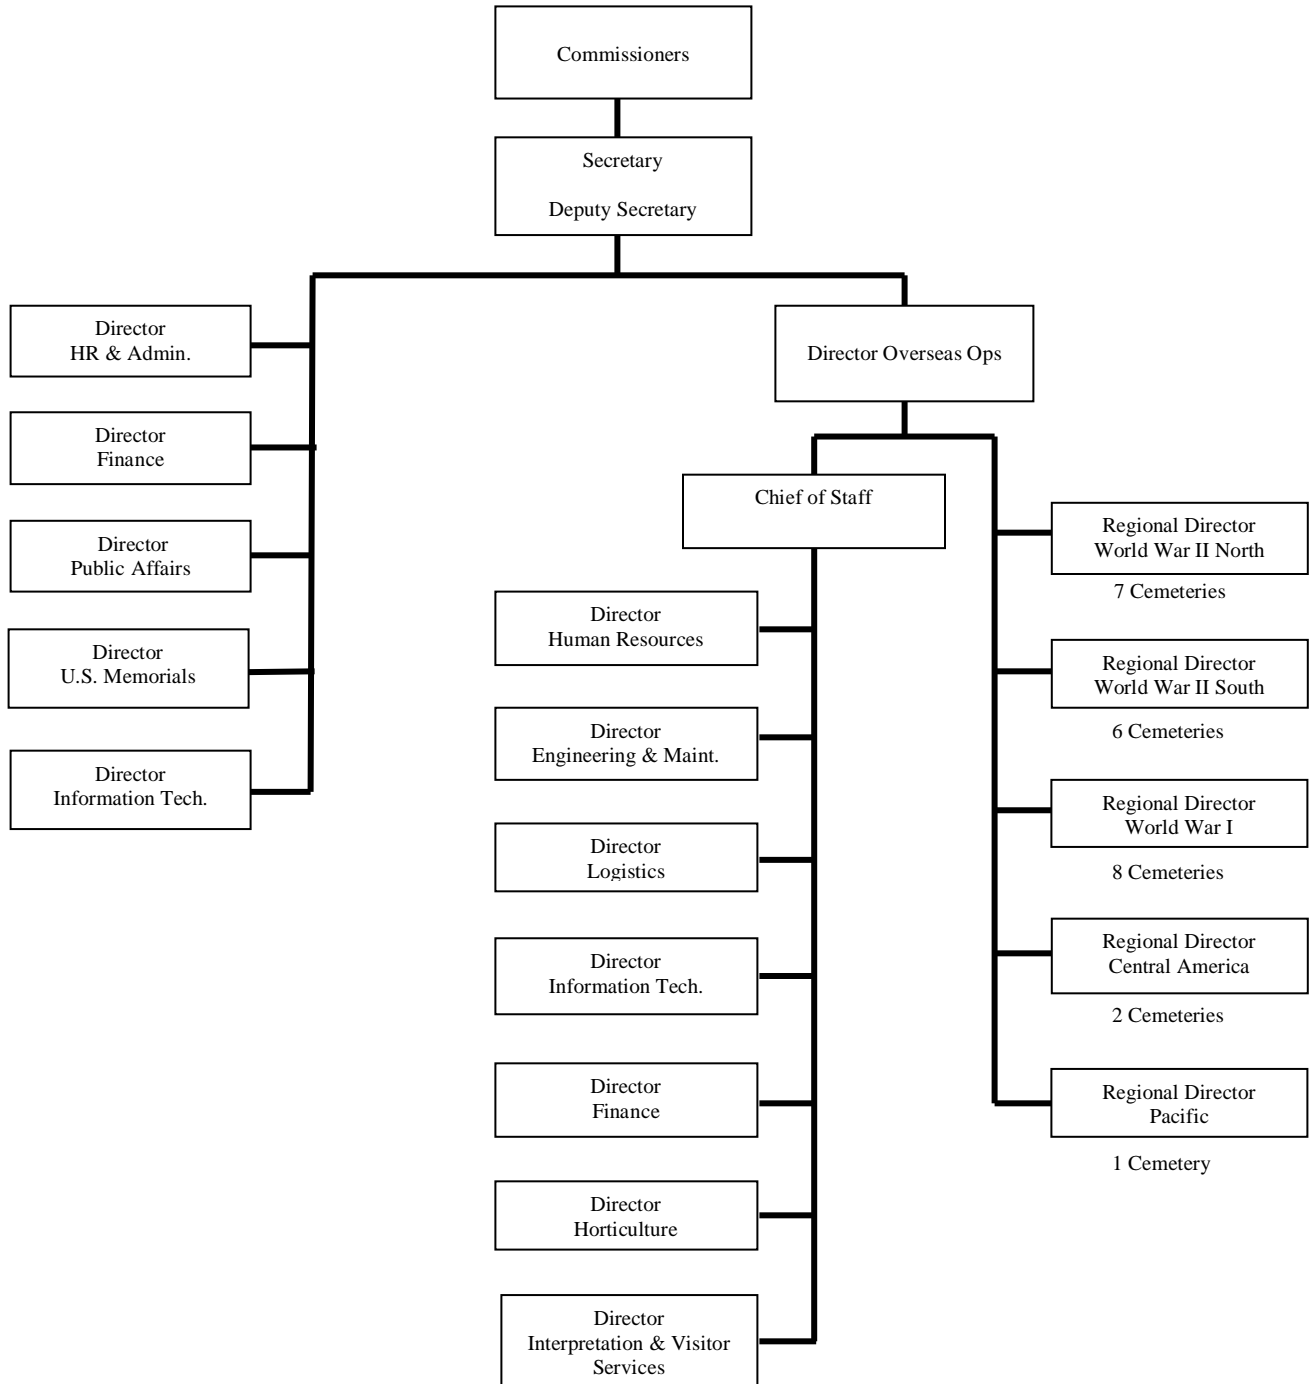 Commissioners
Secretary
Deputy Secretary
Director
HR & Admin.
Director
Finance
Director
Public Affairs
Director
U.S. Memorials
Director
Information Tech.
Director Overseas Ops
Chief of Staff
Director
Human Resources
Director
Engineering & Maint.
Director
Logistics
Director
Information Tech.
Director
Finance
Director
Horticulture
Director
Interpretation & Visitor
Services
Regional Director
World War II North
7 Cemeteries
Regional Director
World War II South
6 Cemeteries
Regional Director
World War I
8 Cemeteries
Regional Director
Central America
2 Cemeteries
Regional Director
Pacific
1 Cemetery